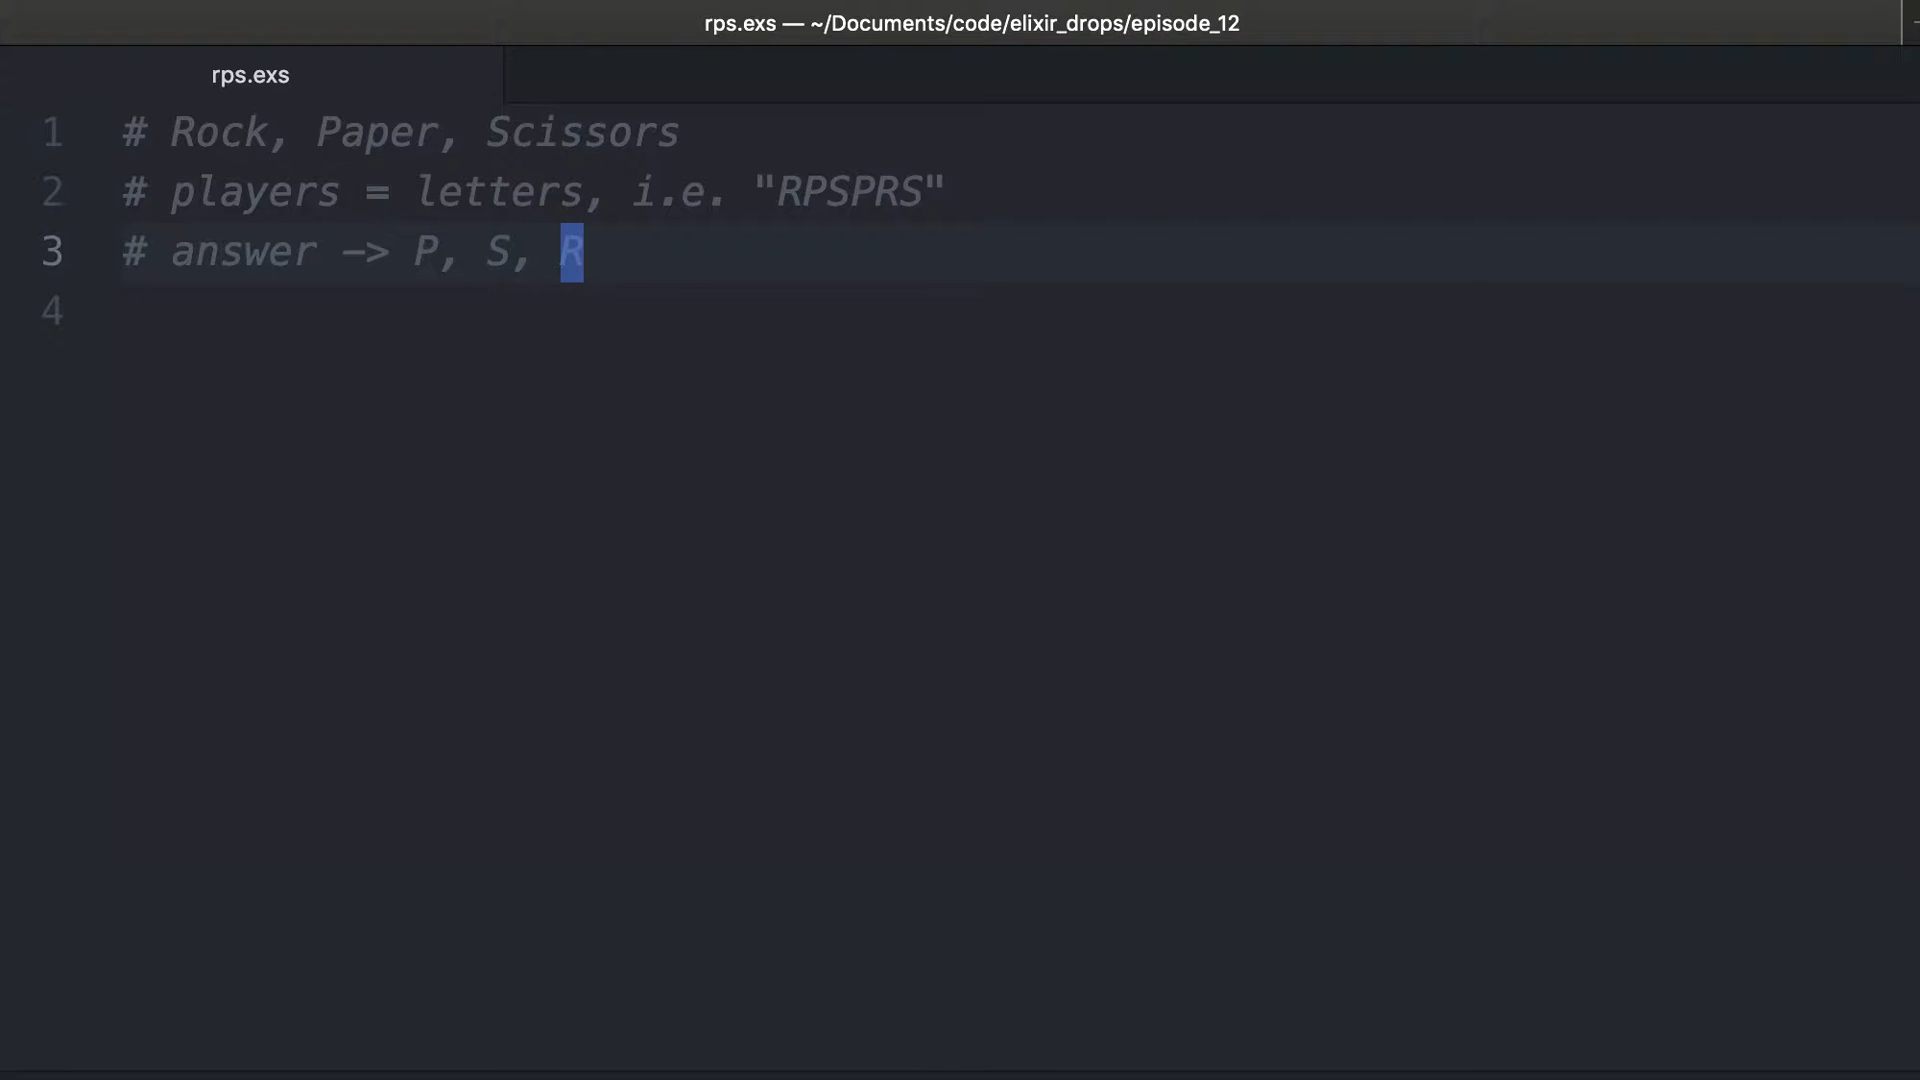 rps.exs — ~/Documents/code/elixir_drops/episode_12
rps.exs
1 # Rock, Paper, Scissors
2 # players = letters, i.e. "RPSPRS"
3 # answer —> P, S, R
4